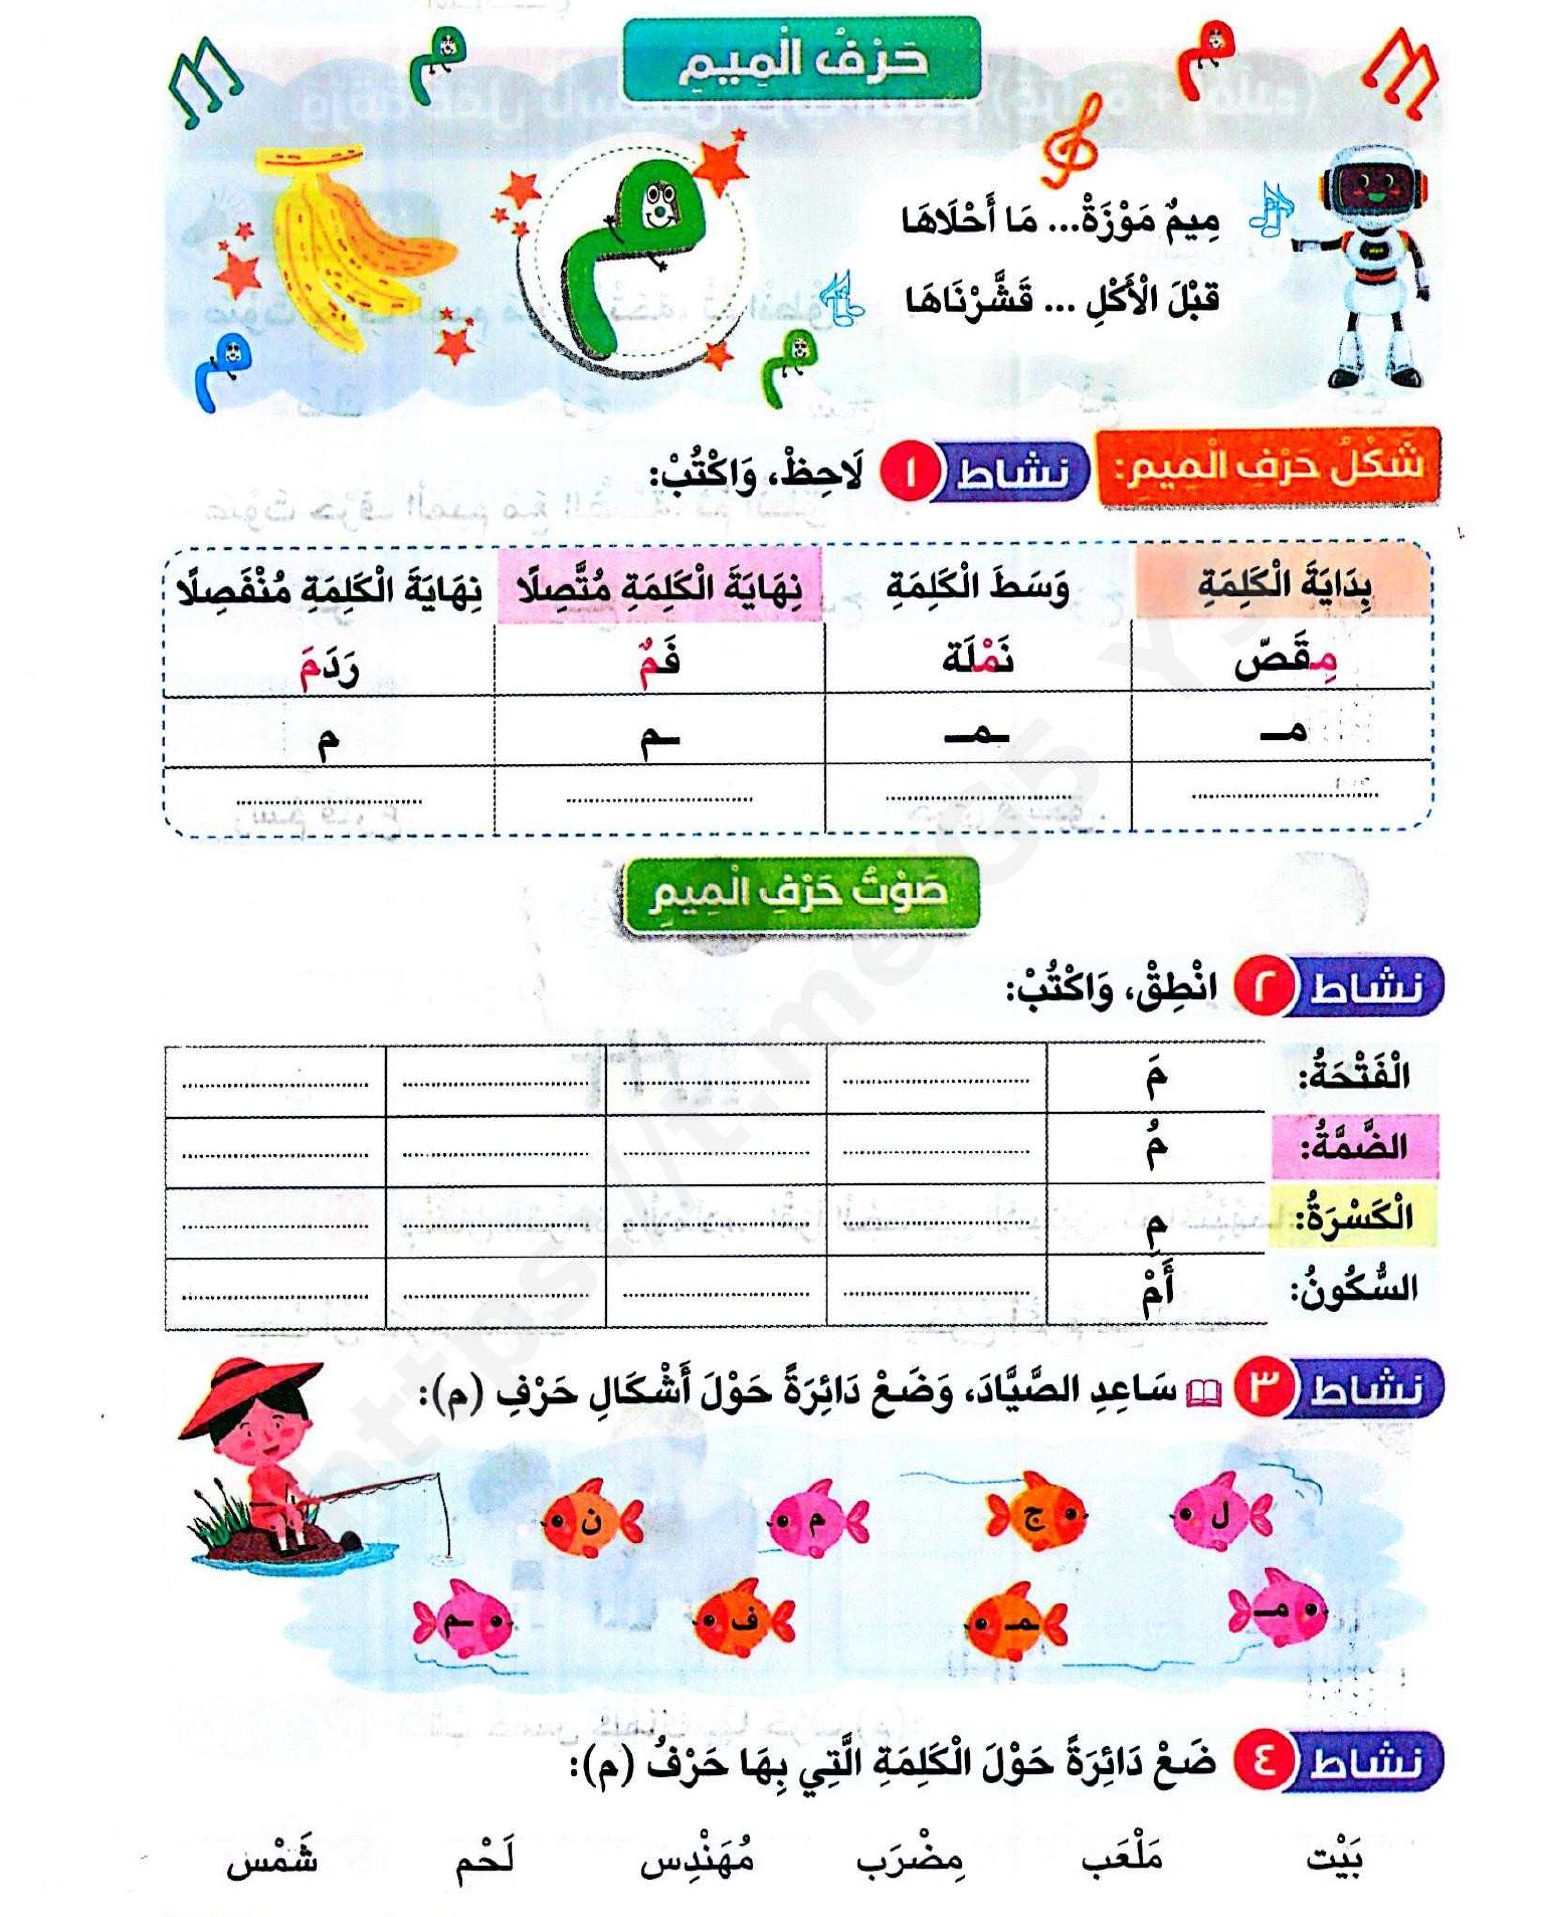 حَرْفُ الْمِيمِ
مِيمٌ مَوْزَةْ... مَا أَحْلَاهَا
قَبْلَ الْأَكْلِ ... قَشَّرْنَاهَا
شَكْلُ حَرْفِ الْمِيمِ: نشاط ١ لَاحِظْ، وَاكْتُبْ:
بِدَايَةَ الْكَلِمَةِ وَسَطَ الْكَلِمَةِ نِهَايَةَ الْكَلِمَةِ مُتَّصِلًا نِهَايَةَ الْكَلِمَةِ مُنْفَصِلًا
مِقَصّ نَمْلَة فَمٌ رَدَمَ
مـ ـمـ ـم م
صَوْتُ حَرْفِ الْمِيمِ
نشاط ٢ انْطِقْ، وَاكْتُبْ:
الْفَتْحَةُ: مَ
الضَّمَّةُ: مُ
الْكَسْرَةُ: مِ
السُّكُونُ: أَمْ
نشاط ٣ سَاعِدِ الصَّيَّادَ، وَضَعْ دَائِرَةً حَوْلَ أَشْكَالِ حَرْفِ (م):
ل ج م ن
مـ ـمـ ف ـم
نشاط ٤ ضَعْ دَائِرَةً حَوْلَ الْكَلِمَةِ الَّتِي بِهَا حَرْفُ (م):
بَيْت مَلْعَب مِضْرَب مُهَنْدِس لَحْم شَمْس